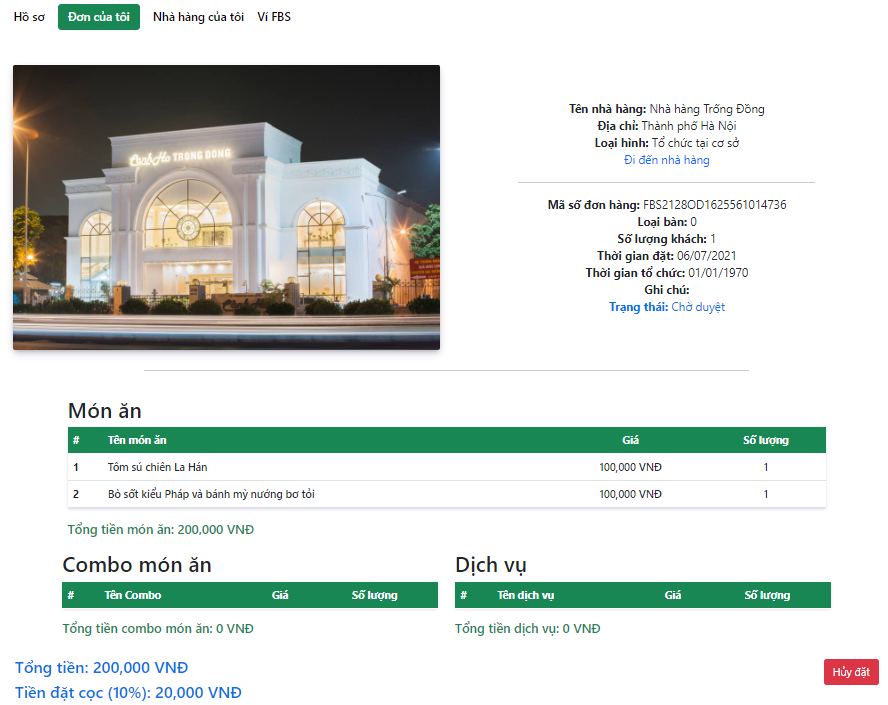 Hồ sơ Đơn của tôi Nhà hàng của tôi Ví FBS
TRONG DONG
Tên nhà hàng: Nhà hàng Trống Đồng
Địa chỉ: Thành phố Hà Nội
Loại hình: Tổ chức tại cơ sở
Đi đến nhà hàng
Mã số đơn hàng: FBS2128OD1625561014736
Loại bàn: 0
Số lượng khách: 1
Thời gian đặt: 06/07/2021
Thời gian tổ chức: 01/01/1970
Ghi chú:
Trạng thái: Chờ duyệt
Món ăn
# Tên món ăn Giá Số lượng
1 Tôm sú chiên La Hán 100,000 VNĐ 1
2 Bò sốt kiểu Pháp và bánh mỳ nướng bơ tỏi 100,000 VNĐ 1
Tổng tiền món ăn: 200,000 VNĐ
Combo món ăn
# Tên Combo Giá Số lượng
Tổng tiền combo món ăn: 0 VNĐ
Dịch vụ
# Tên dịch vụ Giá Số lượng
Tổng tiền dịch vụ: 0 VNĐ
Tổng tiền: 200,000 VNĐ
Tiền đặt cọc (10%): 20,000 VNĐ
Hủy đặt